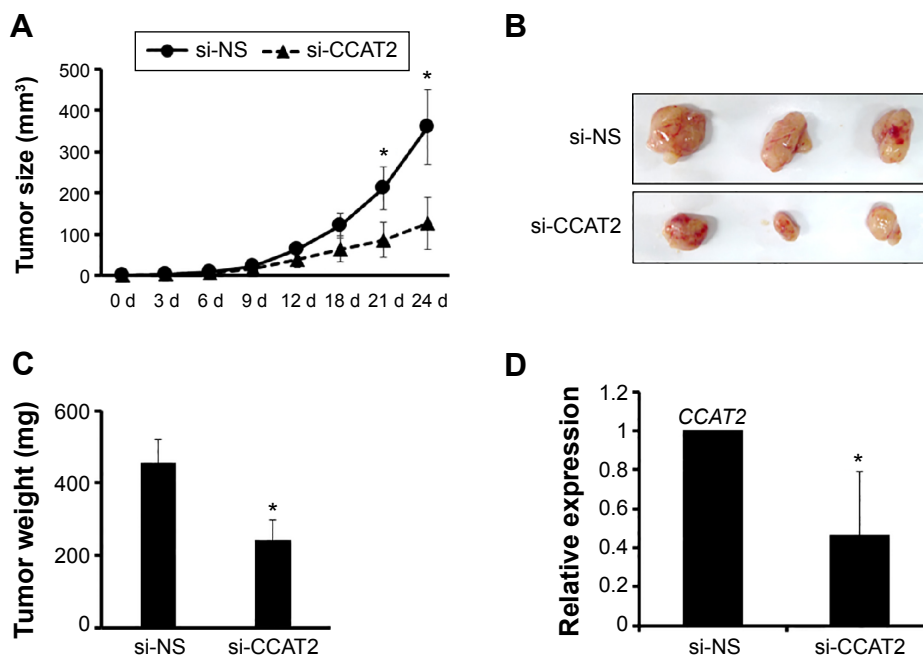 A
si-NS si-CCAT2
Tumor size (mm³)
500
400
300
200
100
0
* *
0 d 3 d 6 d 9 d 12 d 18 d 21 d 24 d
B
si-NS
si-CCAT2
C
Tumor weight (mg)
600
400
200
0
*
si-NS si-CCAT2
D
Relative expression
1.2
1
0.8
0.6
0.4
0.2
0
CCAT2
*
si-NS si-CCAT2